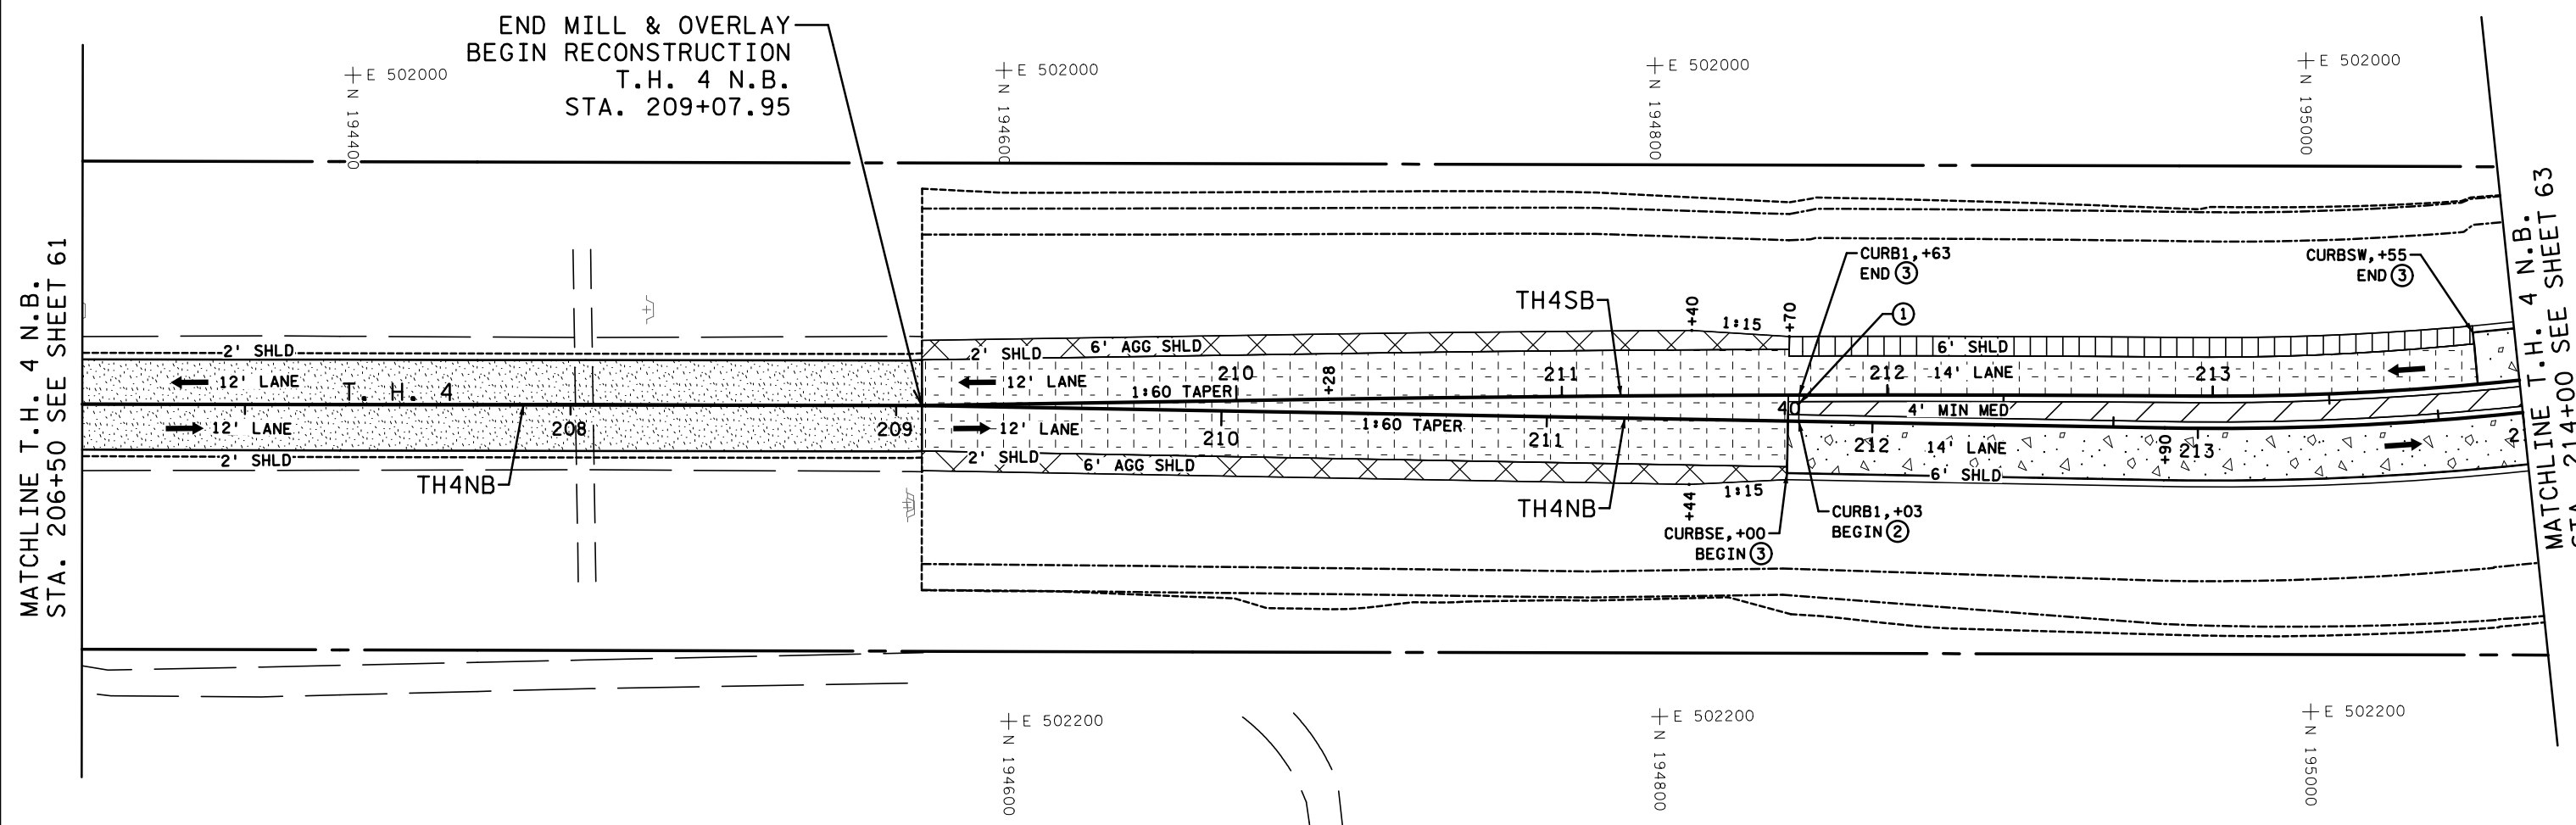 END MILL & OVERLAY
BEGIN RECONSTRUCTION
T.H. 4 N.B.
STA. 209+07.95
E 502000
N 194400
E 502000
N 194600
E 502000
N 194800
E 502000
N 195000
MATCHLINE T.H. 4 N.B.
STA. 206+50 SEE SHEET 61
MATCHLINE T.H. 4 N.B.
STA. 214+00 SEE SHEET 63
CURB1,+63
END 3
CURBSW,+55
END 3
TH4SB
+40
1:15
+70
1
2' SHLD
2' SHLD
6' AGG SHLD
6' SHLD
12' LANE
T. H. 4
12' LANE
210
+28
211
212
14' LANE
213
1:60 TAPER
40
4' MIN MED
12' LANE
208
209
12' LANE
210
1:60 TAPER
211
212
14' LANE
+90
213
2
2' SHLD
2' SHLD
6' AGG SHLD
6' SHLD
TH4NB
TH4NB
+44
1:15
CURBSE,+00
BEGIN 3
CURB1,+03
BEGIN 2
E 502200
N 194600
E 502200
N 194800
E 502200
N 195000